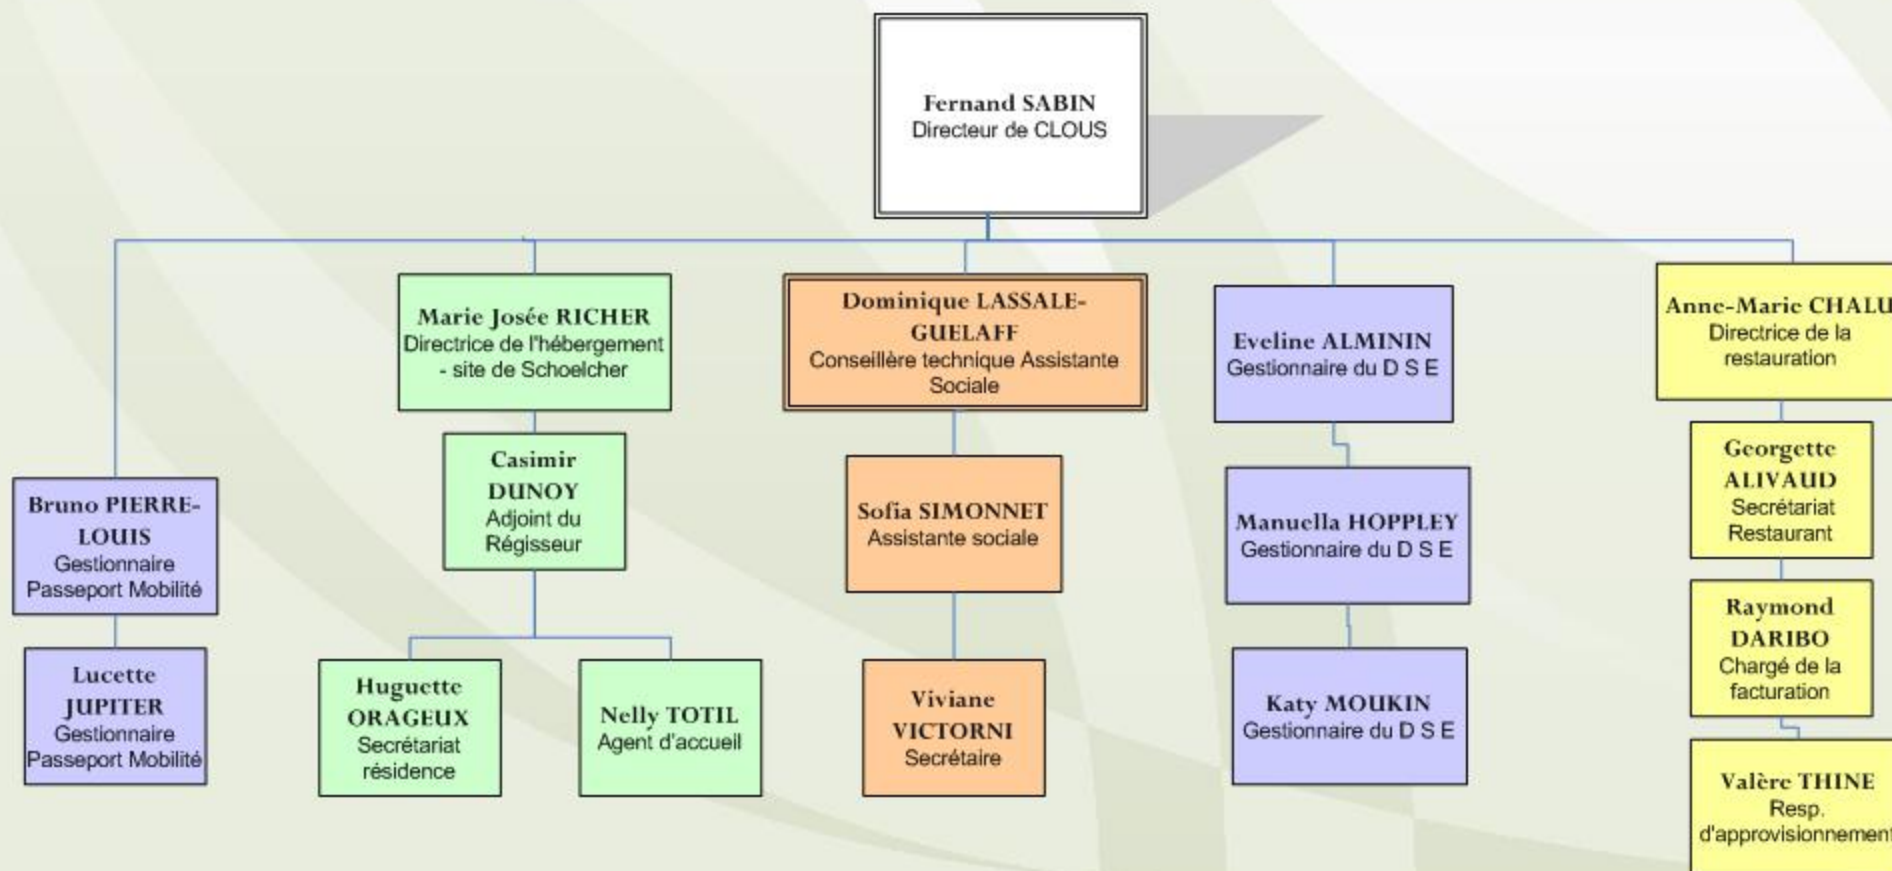 Fernand SABIN
Directeur de CLOUS
Marie Josée RICHER
Directrice de l'hébergement
- site de Schoelcher
Dominique LASSALE-
GUELAFF
Conseillère technique Assistante
Sociale
Eveline ALMININ
Gestionnaire du D S E
Anne-Marie CHALU
Directrice de la
restauration
Bruno PIERRE-
LOUIS
Gestionnaire
Passeport Mobilité
Casimir
DUNOY
Adjoint du
Régisseur
Sofia SIMONNET
Assistante sociale
Manuella HOPPLEY
Gestionnaire du D S E
Georgette
ALIVAUD
Secrétariat
Restaurant
Raymond
DARIBO
Chargé de la
facturation
Lucette
JUPITER
Gestionnaire
Passeport Mobilité
Huguette
ORAGEUX
Secrétariat
résidence
Nelly TOTIL
Agent d'accueil
Viviane
VICTORNI
Secrétaire
Katy MOUKIN
Gestionnaire du D S E
Valère THINE
Resp.
d'approvisionnement